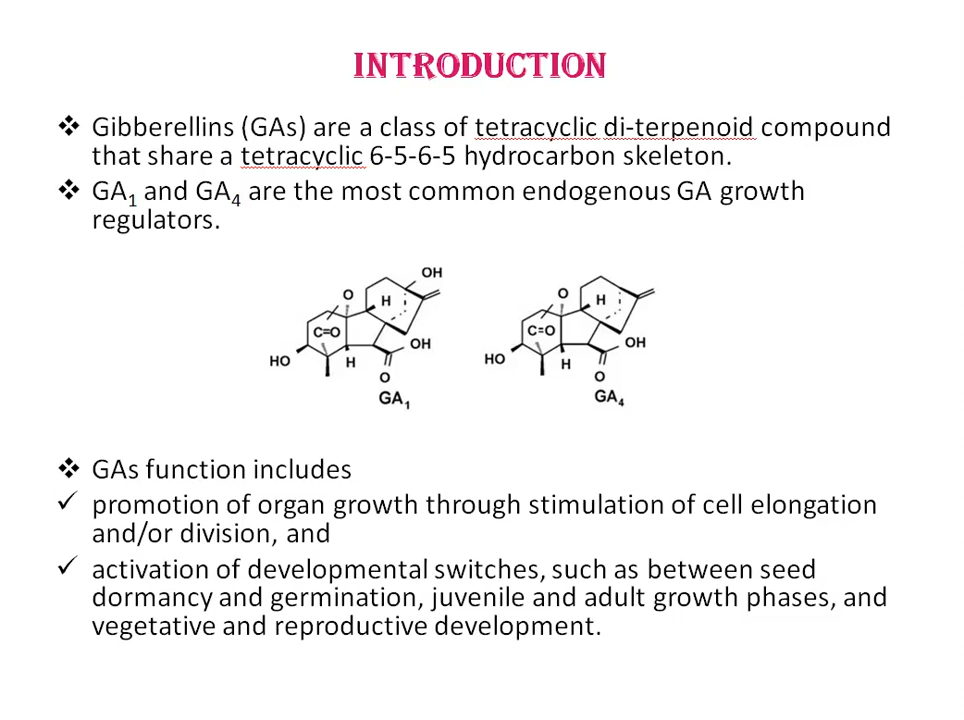 INTRODUCTION
❖ Gibberellins (GAs) are a class of tetracyclic di-terpenoid compound
that share a tetracyclic 6-5-6-5 hydrocarbon skeleton.
❖ GA₁ and GA₄ are the most common endogenous GA growth
regulators.
OH
O
H
C=O
OH
HO
H
O
GA₁
O
H
C=O
OH
HO
H
O
GA₄
❖ GAs function includes
✓ promotion of organ growth through stimulation of cell elongation
and/or division, and
✓ activation of developmental switches, such as between seed
dormancy and germination, juvenile and adult growth phases, and
vegetative and reproductive development.